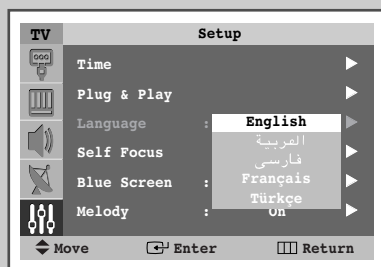 TV Setup
Time
Plug & Play
Language : English
العربية
فارسی
Self Focus
Français
Blue Screen :
Türkçe
Melody : On
Move Enter Return